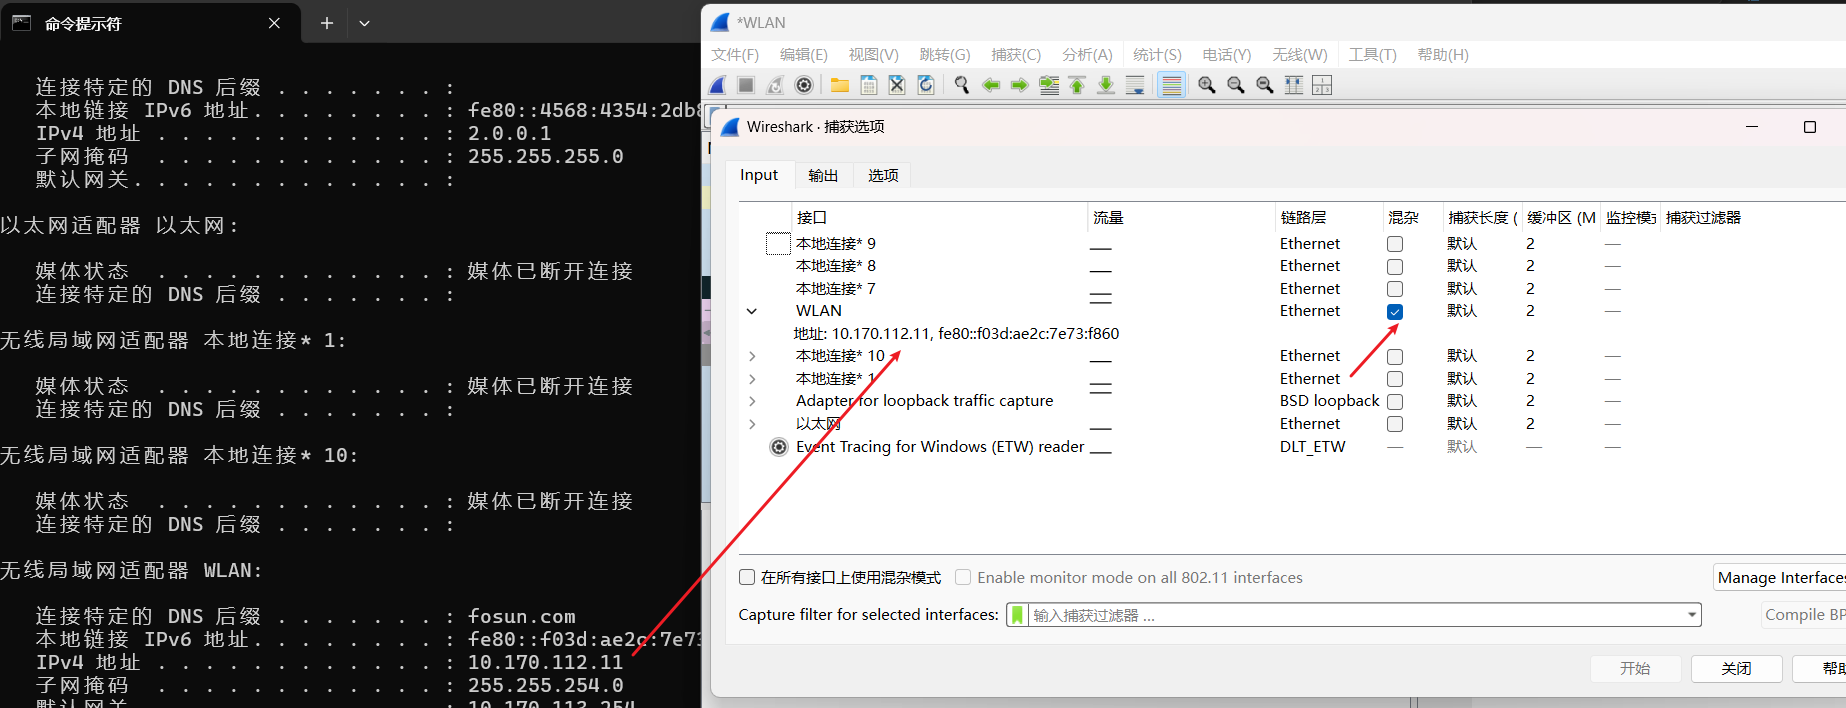 命令提示符
连接特定的 DNS 后缀 . . . . . . . :
本地链接 IPv6 地址. . . . . . . . : fe80::4568:4354:2db8
IPv4 地址 . . . . . . . . . . . . : 2.0.0.1
子网掩码 . . . . . . . . . . . . : 255.255.255.0
默认网关. . . . . . . . . . . . . :
以太网适配器 以太网:
媒体状态 . . . . . . . . . . . . : 媒体已断开连接
连接特定的 DNS 后缀 . . . . . . . :
无线局域网适配器 本地连接* 1:
媒体状态 . . . . . . . . . . . . : 媒体已断开连接
连接特定的 DNS 后缀 . . . . . . . :
无线局域网适配器 本地连接* 10:
媒体状态 . . . . . . . . . . . . : 媒体已断开连接
连接特定的 DNS 后缀 . . . . . . . :
无线局域网适配器 WLAN:
连接特定的 DNS 后缀 . . . . . . . : fosun.com
本地链接 IPv6 地址. . . . . . . . : fe80::f03d:ae2c:7e73
IPv4 地址 . . . . . . . . . . . . : 10.170.112.11
子网掩码 . . . . . . . . . . . . : 255.255.254.0
默认网关. . . . . . . . . . . . . : 10.170.113.254
*WLAN
文件(F) 编辑(E) 视图(V) 跳转(G) 捕获(C) 分析(A) 统计(S) 电话(Y) 无线(W) 工具(T) 帮助(H)
Wireshark · 捕获选项
Input 输出 选项
接口 流量 链路层 混杂 捕获长度 ( 缓冲区 (M 监控模式 捕获过滤器
本地连接* 9 Ethernet 默认 2 —
本地连接* 8 Ethernet 默认 2 —
本地连接* 7 Ethernet 默认 2 —
WLAN Ethernet 默认 2 —
地址: 10.170.112.11, fe80::f03d:ae2c:7e73:f860
本地连接* 10 Ethernet 默认 2 —
本地连接* 1 Ethernet 默认 2 —
Adapter for loopback traffic capture BSD loopback 默认 2 —
以太网 Ethernet 默认 2 —
Event Tracing for Windows (ETW) reader DLT_ETW — 默认 — —
在所有接口上使用混杂模式 Enable monitor mode on all 802.11 interfaces
Manage Interfaces
Capture filter for selected interfaces: 输入捕获过滤器 ... Compile BP
开始 关闭 帮助